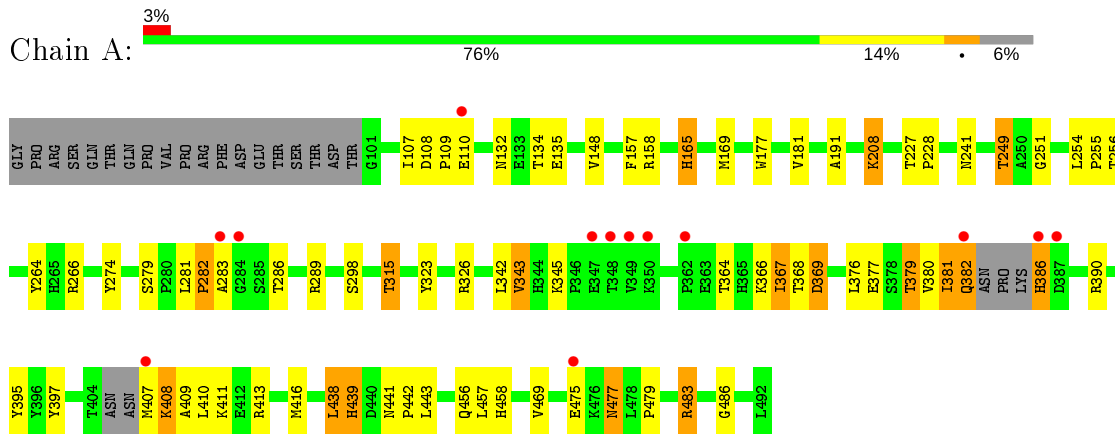 3%
Chain A:
76% 14% • 6%
GLY PRO ARG SER GLN THR GLN PRO VAL PRO ARG PHE ASP GLU THR SER THR ASP THR G101 I107 D108 P109 E110 N132 E133 T134 E135 V148 F157 R158 H165 M169 W177 V181 A191 K208 T227 P228 N241 T249 A250 G251 L254 P255 T256
Y264 H265 R266 Y274 S279 P280 L281 P282 A283 G284 S285 T286 R289 S298 T315 Y323 R326 L342 V343 H344 K345 P346 E347 T348 V349 K350 P362 E363 T364 H365 K366 I367 T368 D369 L376 E377 S378 T379 V380 I381 Q382 ASN PRO LYS H386 D387 R390
Y395 Y396 Y397 T404 ASN ASN M407 K408 A409 L410 K411 E412 R413 M416 L438 H439 D440 N441 P442 L443 Q456 L457 H458 V469 E475 K476 N477 L478 P479 R483 G486 L492